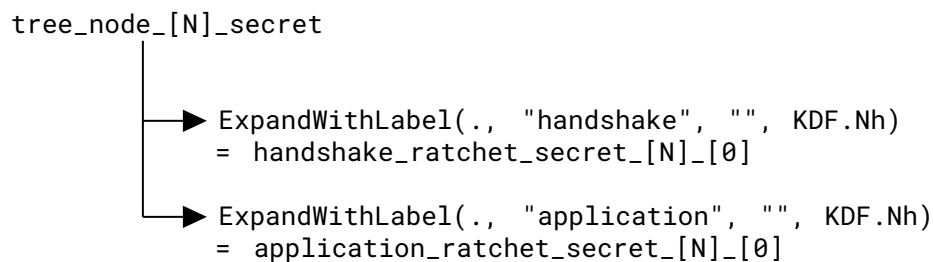 tree_node_[N]_secret
ExpandWithLabel(., "handshake", "", KDF.Nh)
= handshake_ratchet_secret_[N]_[0]
ExpandWithLabel(., "application", "", KDF.Nh)
= application_ratchet_secret_[N]_[0]